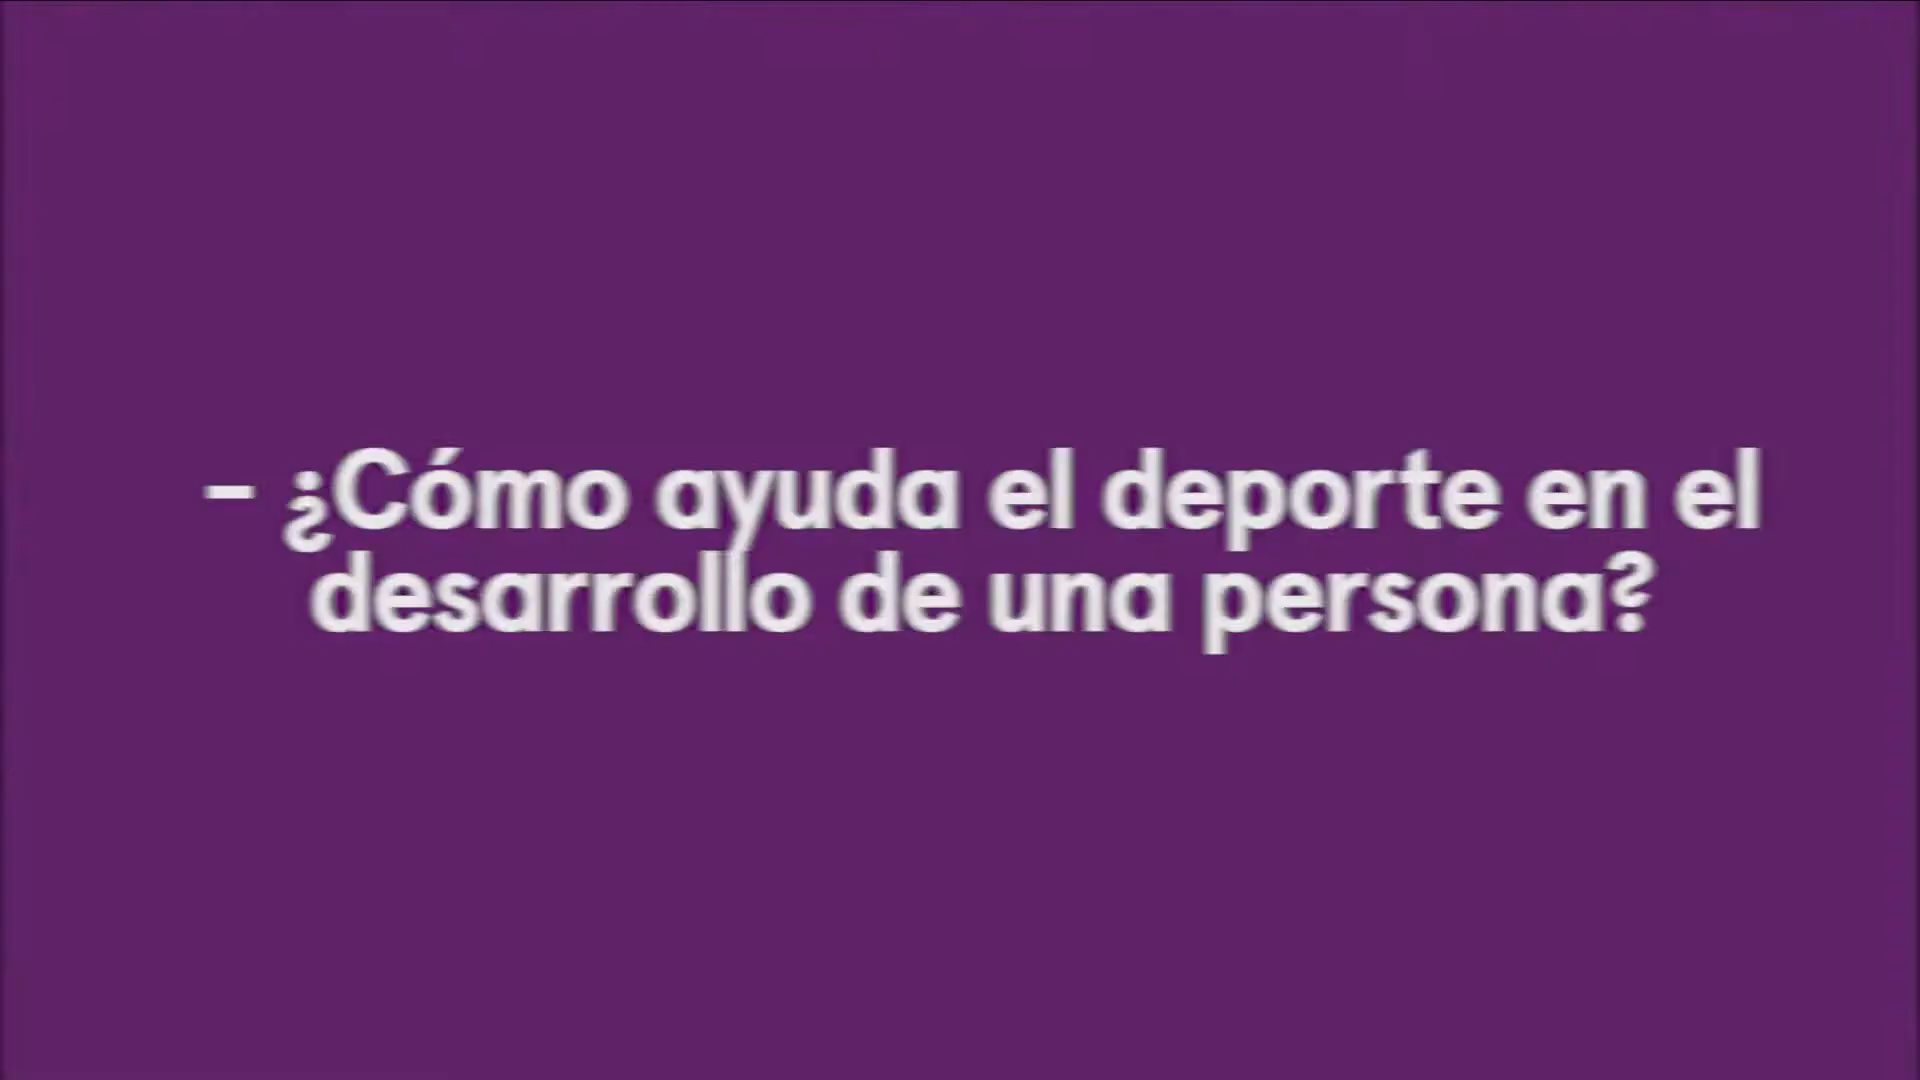 - ¿Cómo ayuda el deporte en el
desarrollo de una persona?